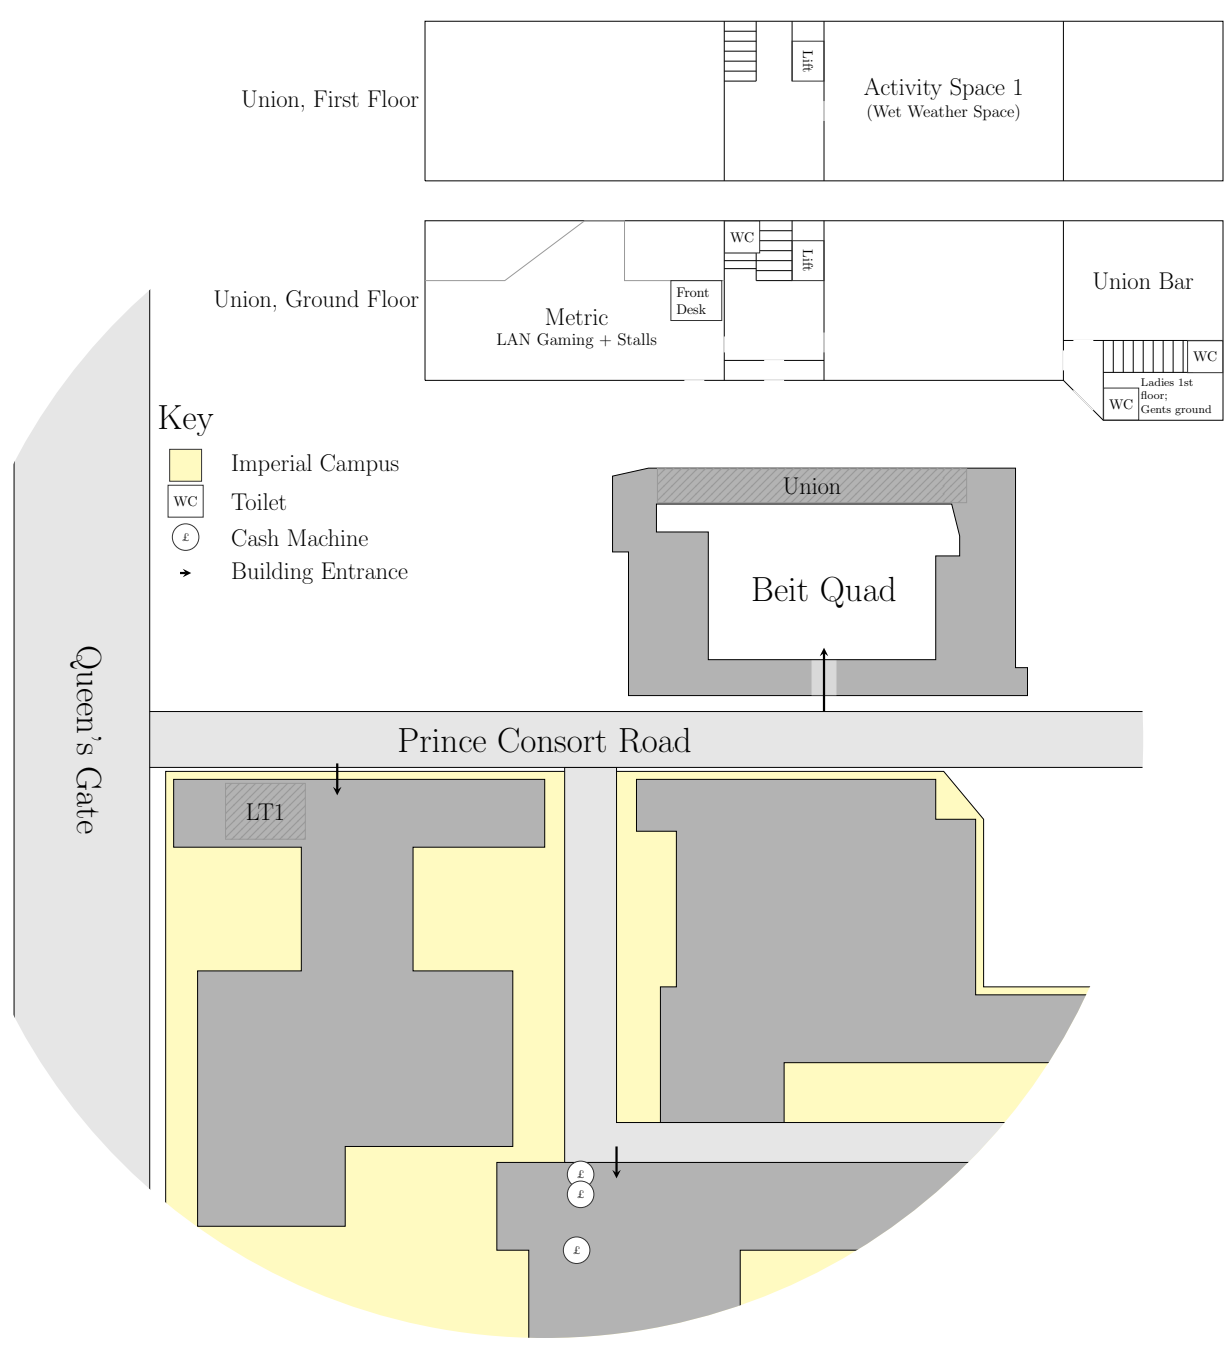 Union, First Floor
Lift
Activity Space 1
(Wet Weather Space)
Union, Ground Floor
WC
Lift
Front
Desk
Metric
LAN Gaming + Stalls
Union Bar
WC
WC
Ladies 1st
floor;
Gents ground
Key
Imperial Campus
WC
Toilet
£
Cash Machine
Building Entrance
Union
Beit Quad
Queen's Gate
Prince Consort Road
LT1
£
£
£